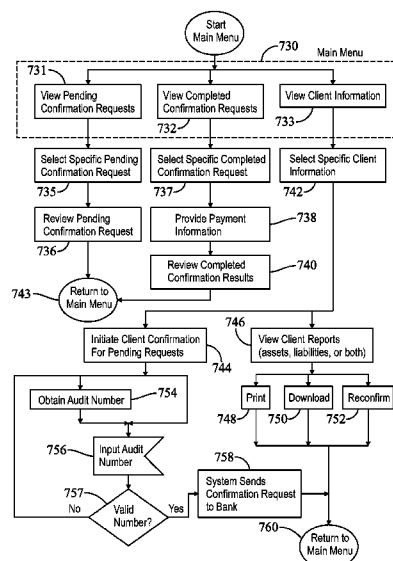 Start
Main Menu
730
Main Menu
731
View Pending
Confirmation Requests
View Completed
Confirmation Requests
732
View Client Information
733
Select Specific Pending
Confirmation Request
735
Select Specific Completed
Confirmation Request
737
Select Specific Client
Information
742
Review Pending
Confirmation Request
736
Provide Payment
Information
738
Review Completed
Confirmation Results
740
743
Return to
Main Menu
Initiate Client Confirmation
For Pending Requests
744
746
View Client Reports
(assets, liabilities, or both)
Obtain Audit Number
754
Print
748
Download
750
Reconfirm
752
756
Input Audit
Number
758
System Sends
Confirmation Request
to Bank
757
Valid
Number?
No
Yes
760
Return to
Main Menu